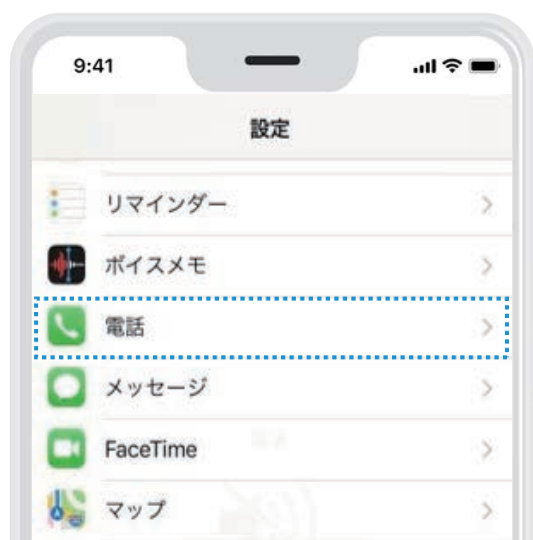 9:41
設定
リマインダー
ボイスメモ
電話
メッセージ
FaceTime
マップ